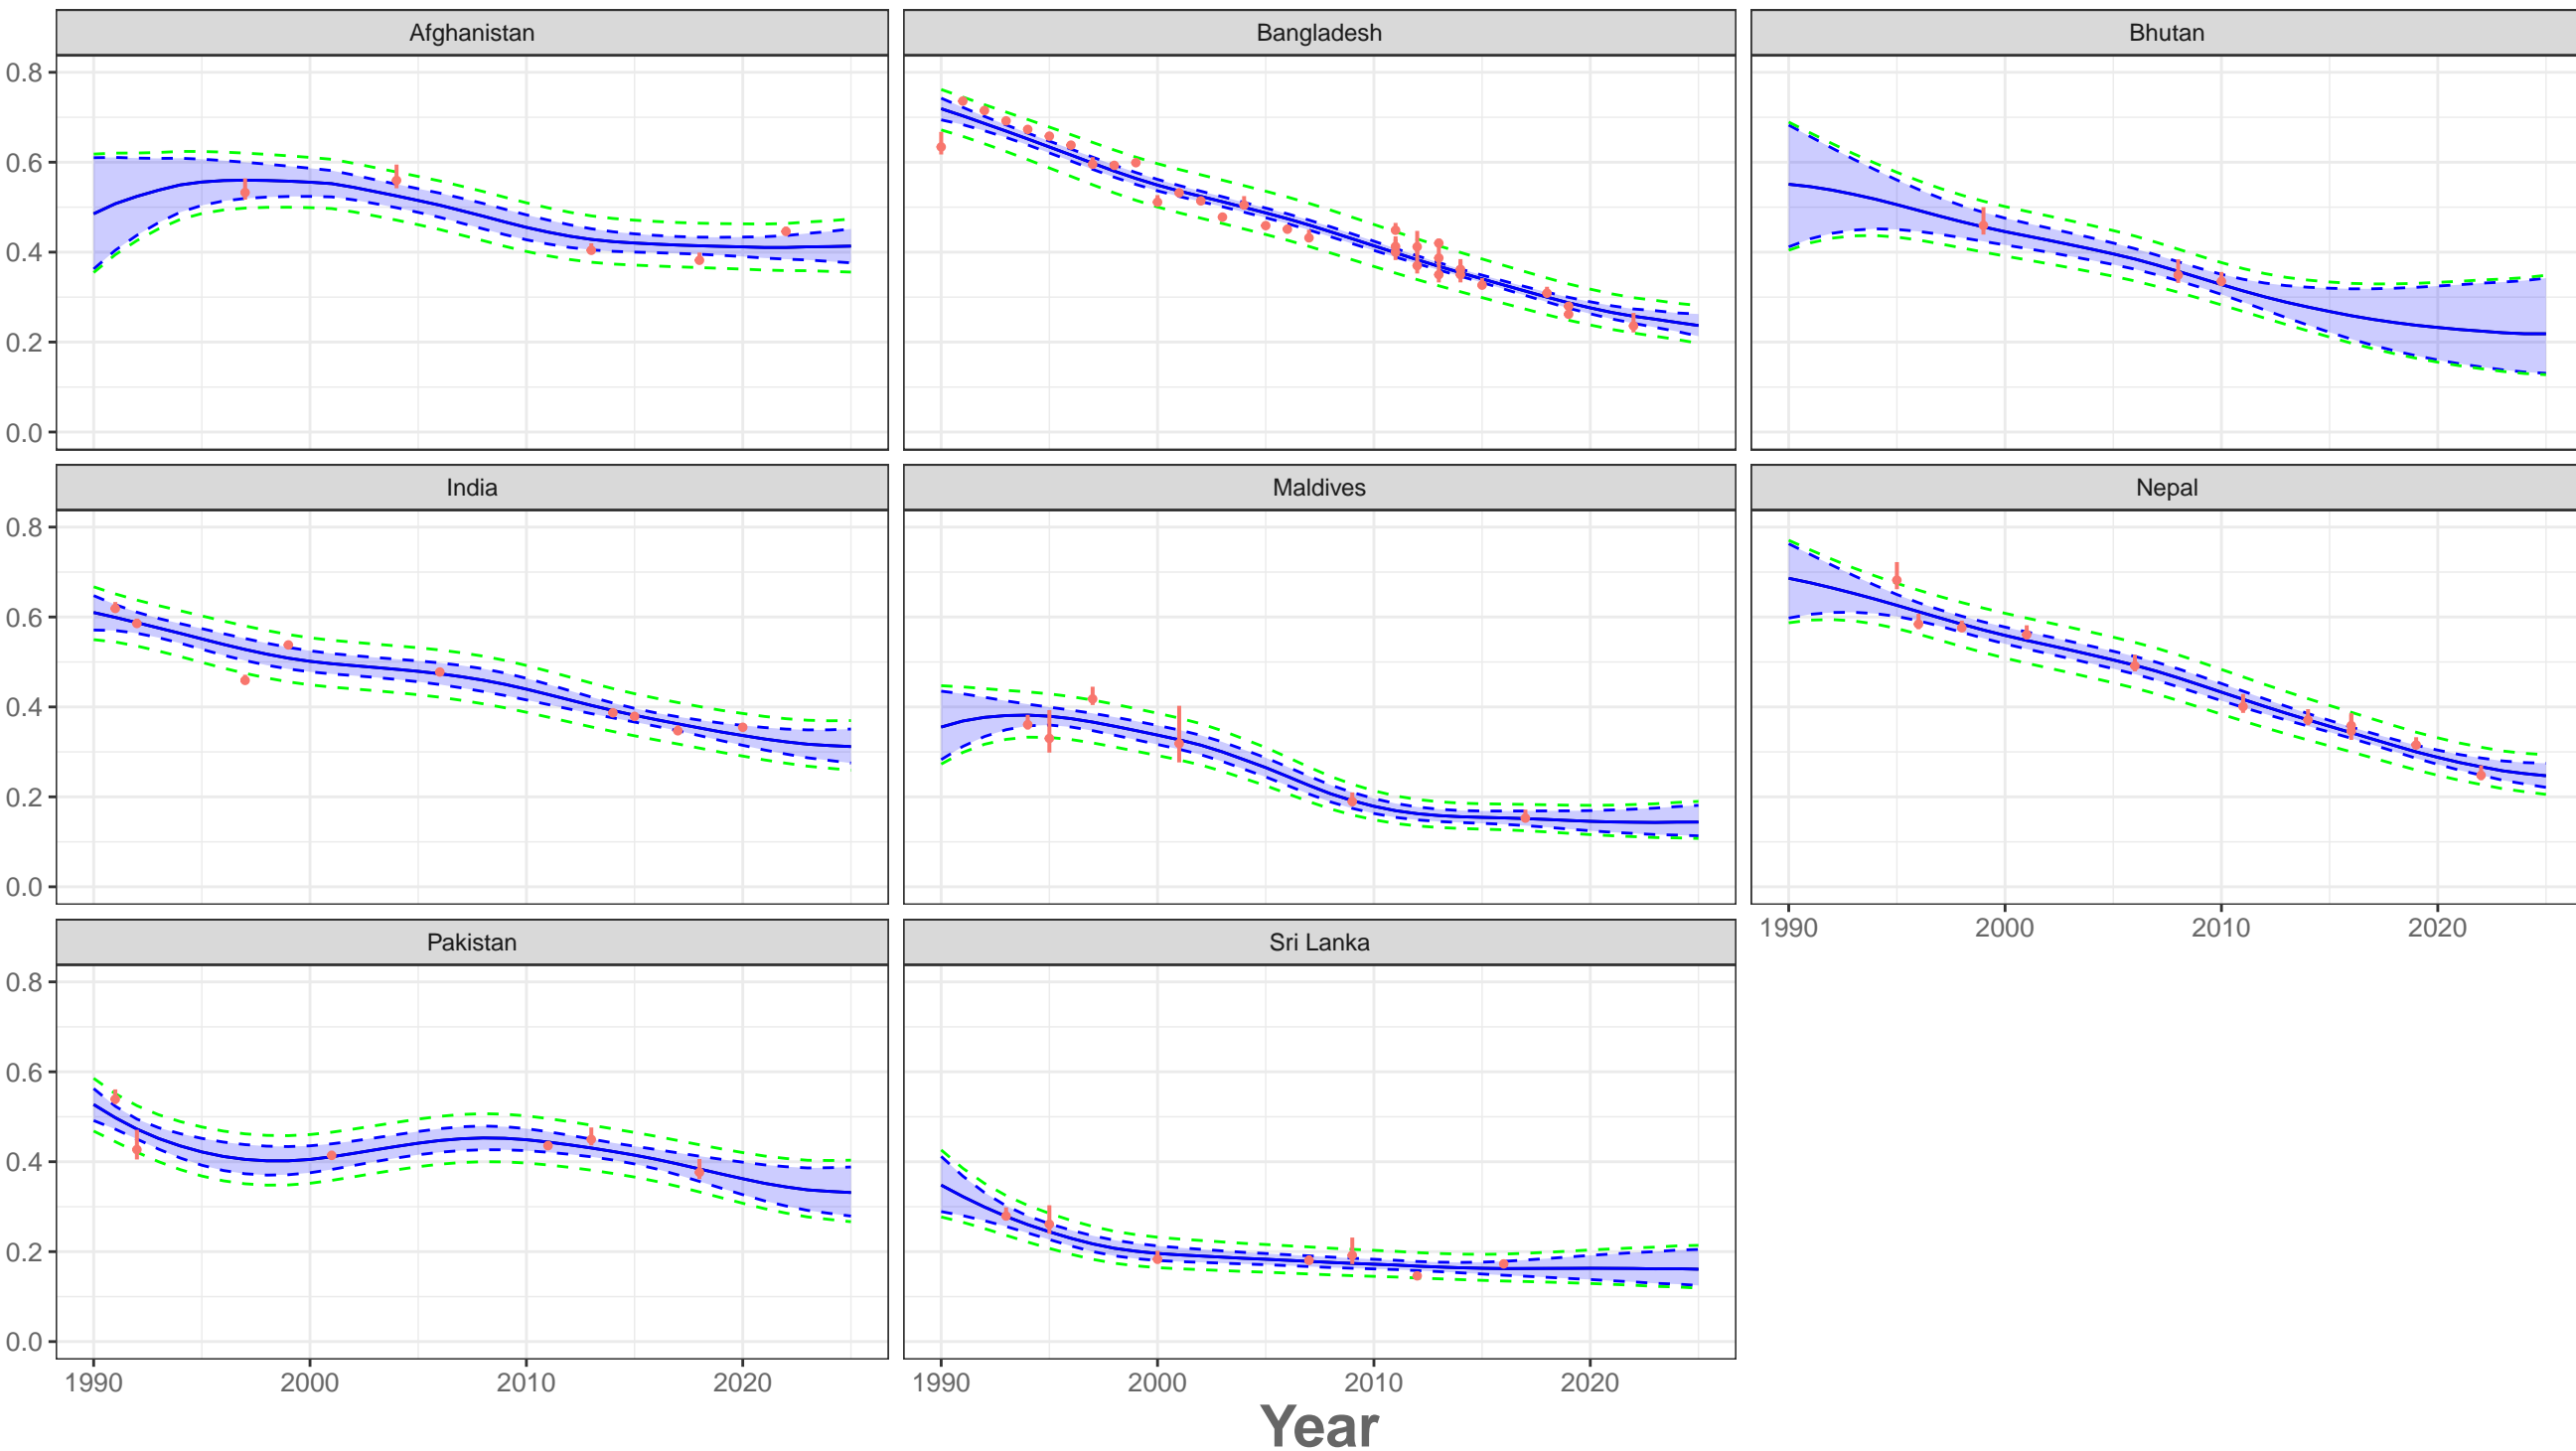 Afghanistan Bangladesh Bhutan
0.8
0.6
0.4
0.2
0.0
India Maldives Nepal
0.8
0.6
0.4
0.2
0.0
1990 2000 2010 2020
Pakistan Sri Lanka
0.8
0.6
0.4
0.2
0.0
1990 2000 2010 2020 1990 2000 2010 2020
Year